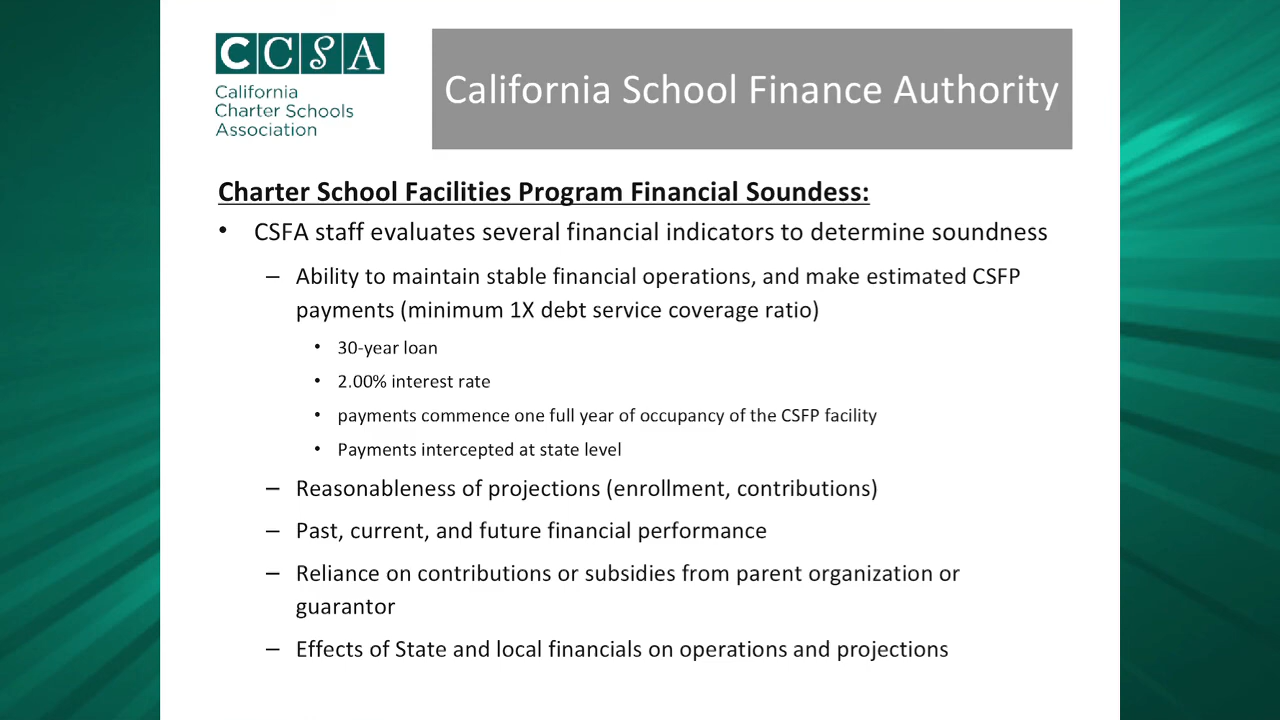 CCSA
California
Charter Schools
Association
California School Finance Authority
Charter School Facilities Program Financial Soundess:
• CSFA staff evaluates several financial indicators to determine soundness
– Ability to maintain stable financial operations, and make estimated CSFP
payments (minimum 1X debt service coverage ratio)
• 30-year loan
• 2.00% interest rate
• payments commence one full year of occupancy of the CSFP facility
• Payments intercepted at state level
– Reasonableness of projections (enrollment, contributions)
– Past, current, and future financial performance
– Reliance on contributions or subsidies from parent organization or
guarantor
– Effects of State and local financials on operations and projections